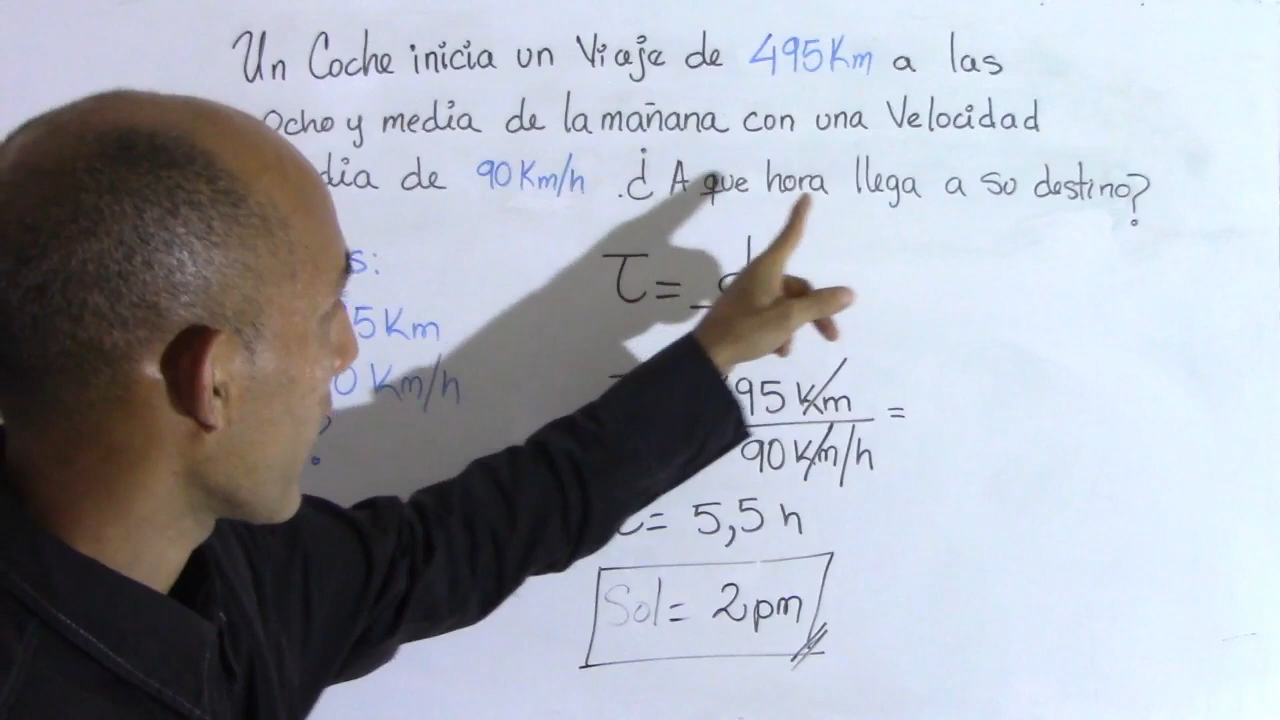 Un Coche inicia un Viaje de 495Km a las
Ocho y media de la mañana con una Velocidad
dia de 90Km/h .¿A que hora llega a su destino?
s:
5Km
0 Km/h
?
τ= d
95 Km
90 Km/h
=
= 5,5 h
Sol= 2pm